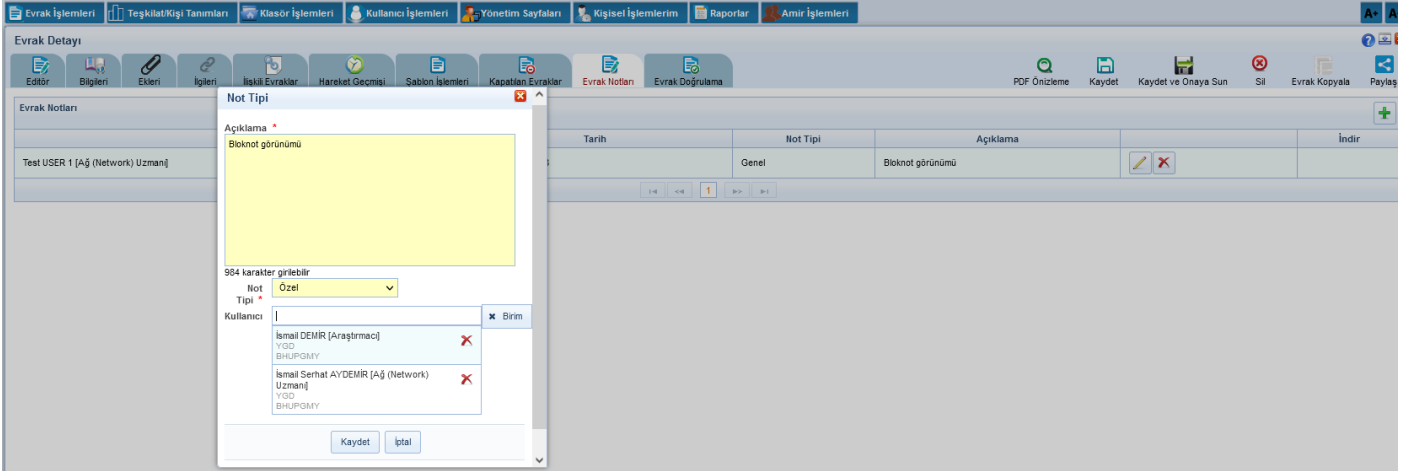 Evrak İşlemleri Teşkilat/Kişi Tanımları Klasör İşlemleri Kullanıcı İşlemleri Yönetim Sayfaları Kişisel İşlemlerim Raporlar Amir İşlemleri A+
Evrak Detayı
Editör Bilgileri Ekleri İlgileri İlişkili Evraklar Hareket Geçmişi Şablon İşlemleri Kapatılan Evraklar Evrak Notları Evrak Doğrulama PDF Önizleme Kaydet Kaydet ve Onaya Sun Sil Evrak Kopyala Paylaş
Evrak Notları
Tarih Not Tipi Açıklama İndir
Test USER 1 [Ağ (Network) Uzmanı] Genel Bloknot görünümü
1
Not Tipi
Açıklama *
Bloknot görünümü
984 karakter girilebilir
Not Tipi * Özel
Kullanıcı Birim
İsmail DEMİR [Araştırmacı]
YGD
BHUPGMY
İsmail Serhat AYDEMİR [Ağ (Network)
Uzmanı]
YGD
BHUPGMY
Kaydet İptal